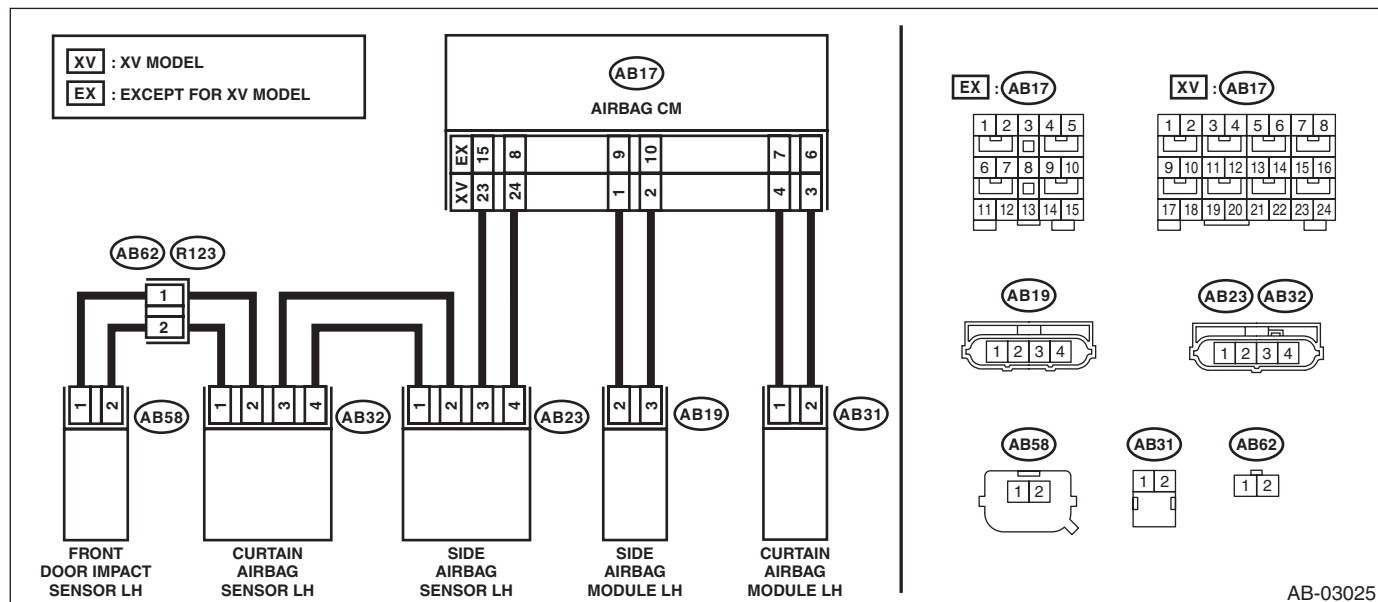 XV : XV MODEL
EX : EXCEPT FOR XV MODEL
AB17
AIRBAG CM
EX 15 8 9 10 7 6
XV 23 24 1 2 4 3
AB62 R123
1
2
1 2 AB58
1 2 3 4 AB32
1 2 3 4 AB23
2 3 AB19
1 2 AB31
FRONT
DOOR IMPACT
SENSOR LH
CURTAIN
AIRBAG
SENSOR LH
SIDE
AIRBAG
SENSOR LH
SIDE
AIRBAG
MODULE LH
CURTAIN
AIRBAG
MODULE LH
EX : AB17
1 2 3 4 5
6 7 8 9 10
11 12 13 14 15
XV : AB17
1 2 3 4 5 6 7 8
9 10 11 12 13 14 15 16
17 18 19 20 21 22 23 24
AB19
1 2 3 4
AB23 AB32
1 2 3 4
AB58
1 2
AB31
1 2
AB62
1 2
AB-03025